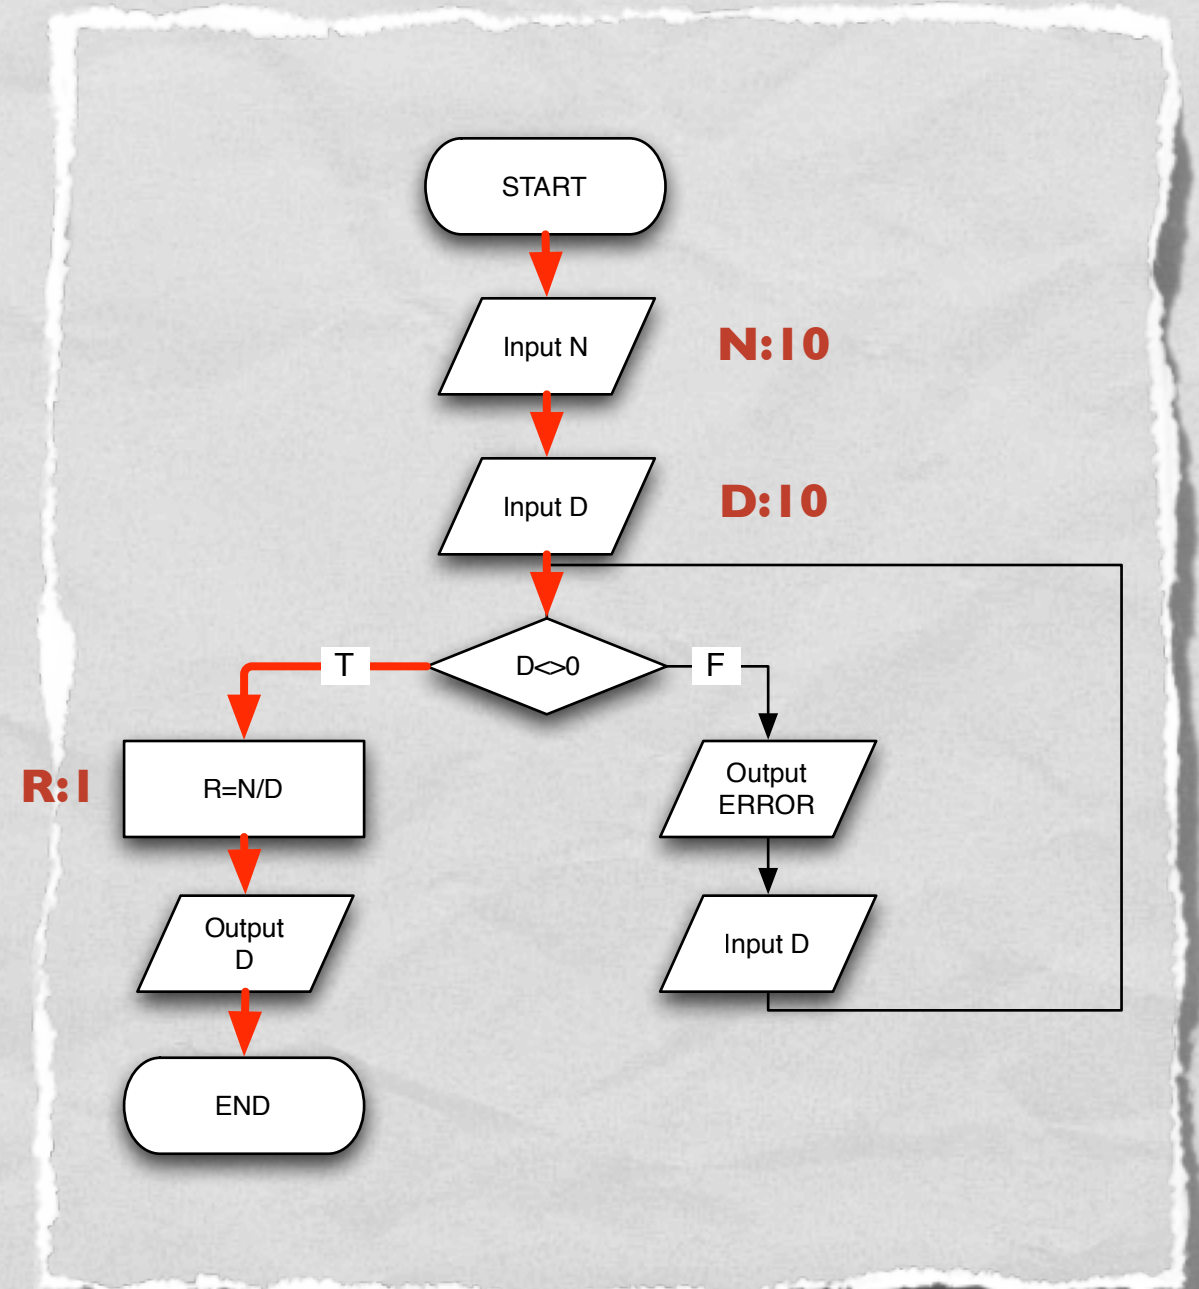 START
Input N
N:10
Input D
D:10
D<>0
T
F
R:1
R=N/D
Output
ERROR
Output
D
Input D
END